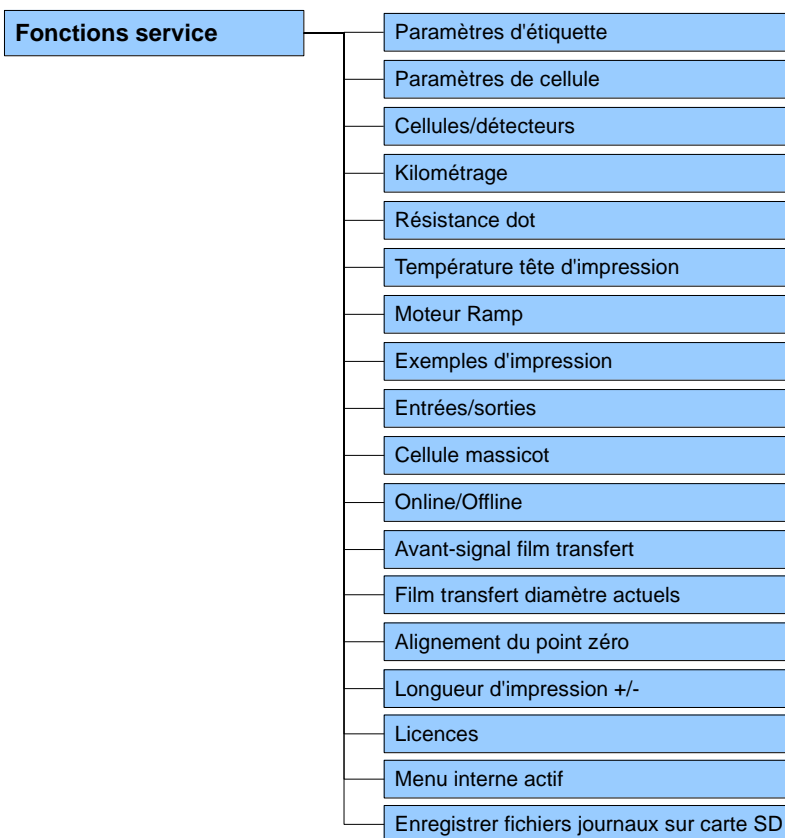 Fonctions service
Paramètres d'étiquette
Paramètres de cellule
Cellules/détecteurs
Kilométrage
Résistance dot
Température tête d'impression
Moteur Ramp
Exemples d'impression
Entrées/sorties
Cellule massicot
Online/Offline
Avant-signal film transfert
Film transfert diamètre actuels
Alignement du point zéro
Longueur d'impression +/-
Licences
Menu interne actif
Enregistrer fichiers journaux sur carte SD